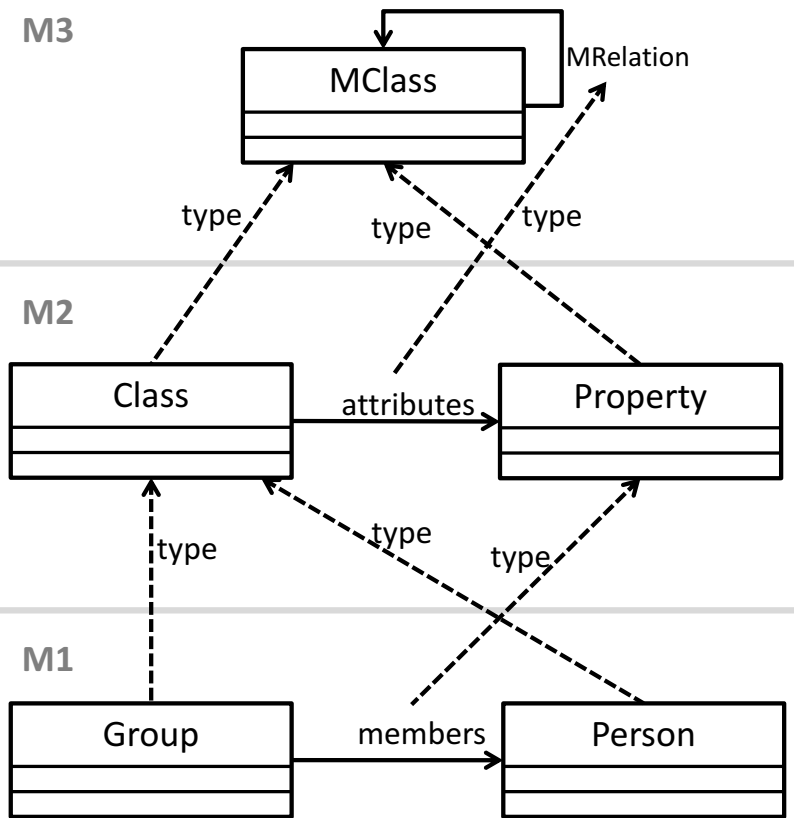 M3
MClass
MRelation
type
type
type
M2
Class
attributes
Property
type
type
type
M1
Group
members
Person